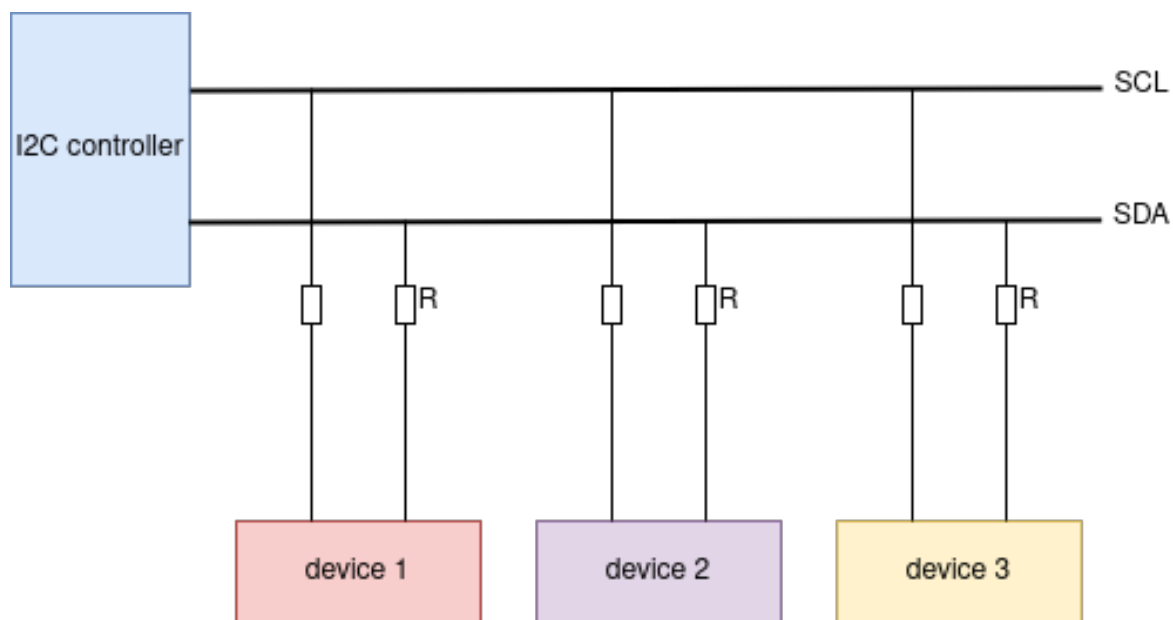 SCL
I2C controller
SDA
R
R
R
device 1
device 2
device 3